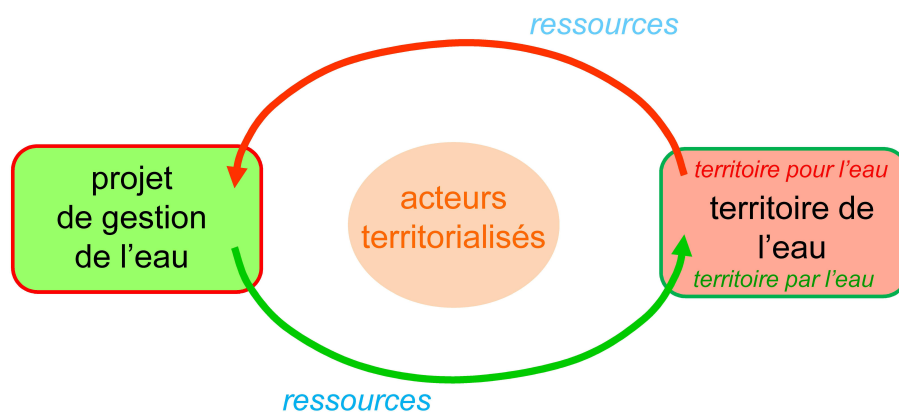 ressources
projet
de gestion
de l'eau
acteurs
territorialisés
territoire pour l'eau
territoire de
l'eau
territoire par l'eau
ressources